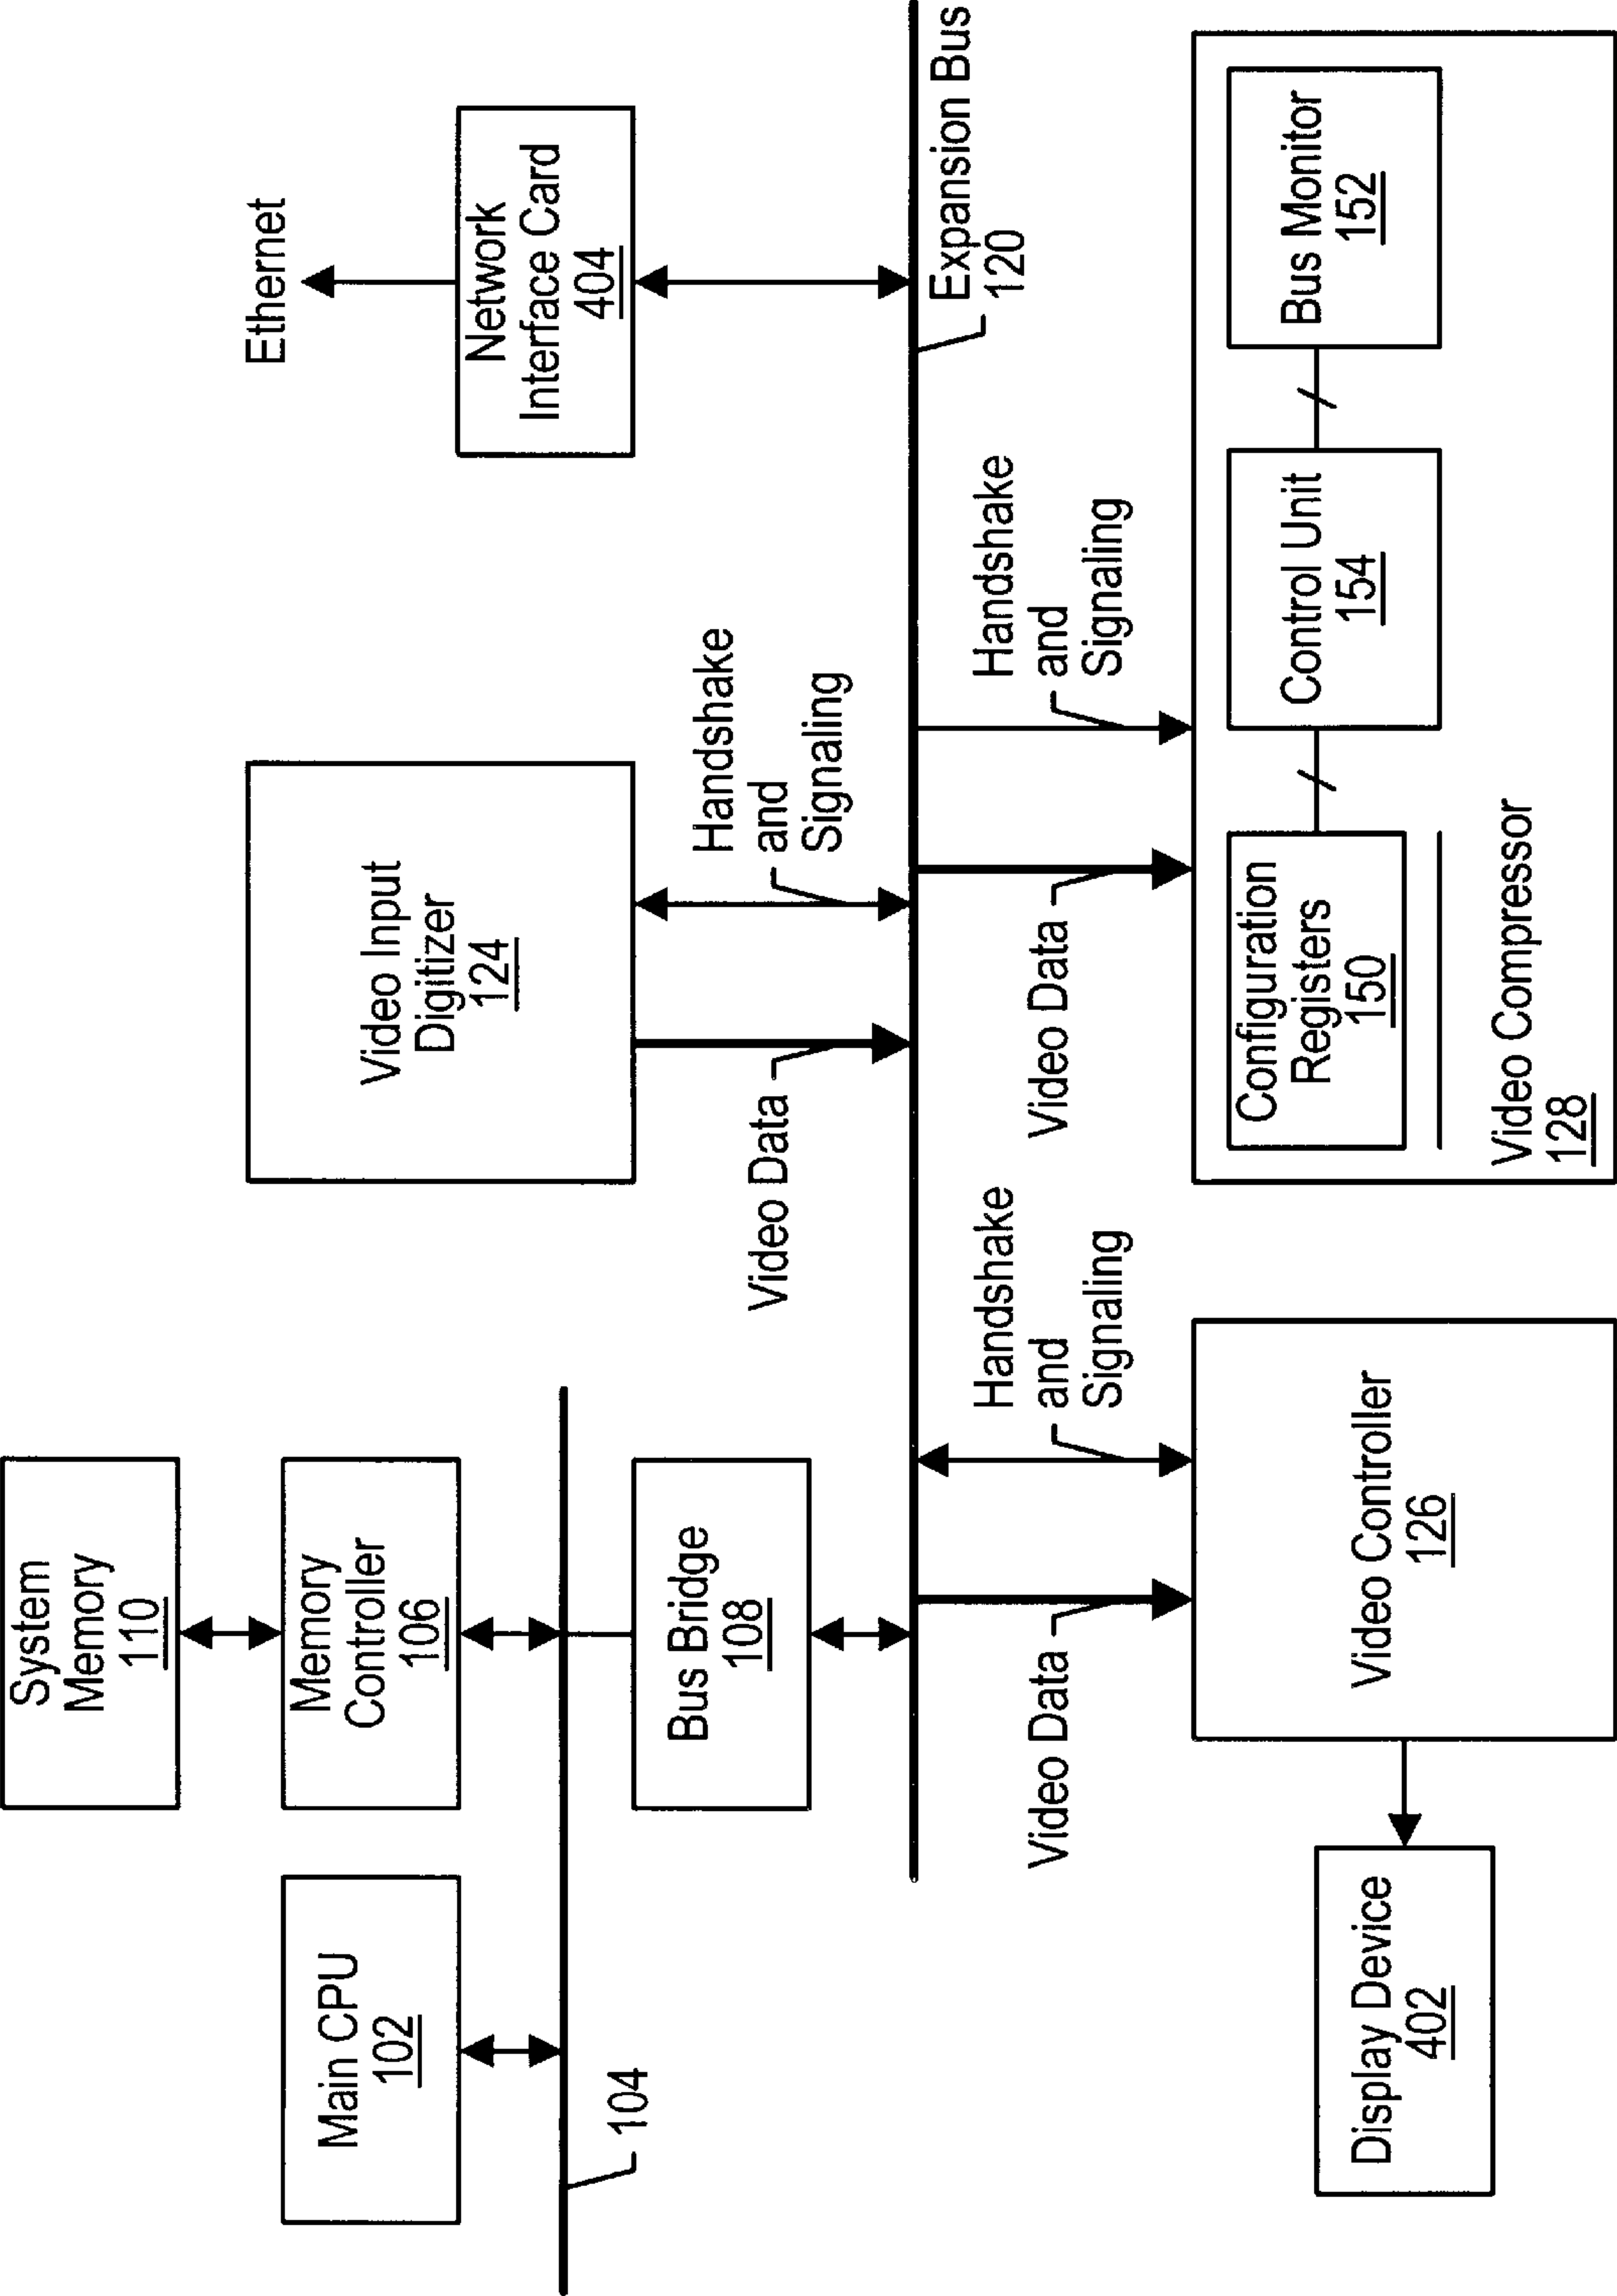 System
Memory
110
Main CPU
102
Memory
Controller
106
104
Bus Bridge
108
Video Input
Digitizer
124
Ethernet
Network
Interface Card
404
Video Data
Handshake
and
Signaling
Expansion Bus
120
Video Data
Handshake
and
Signaling
Video Data
Handshake
and
Signaling
Display Device
402
Video Controller
126
Configuration
Registers
150
Control Unit
154
Bus Monitor
152
Video Compressor
128